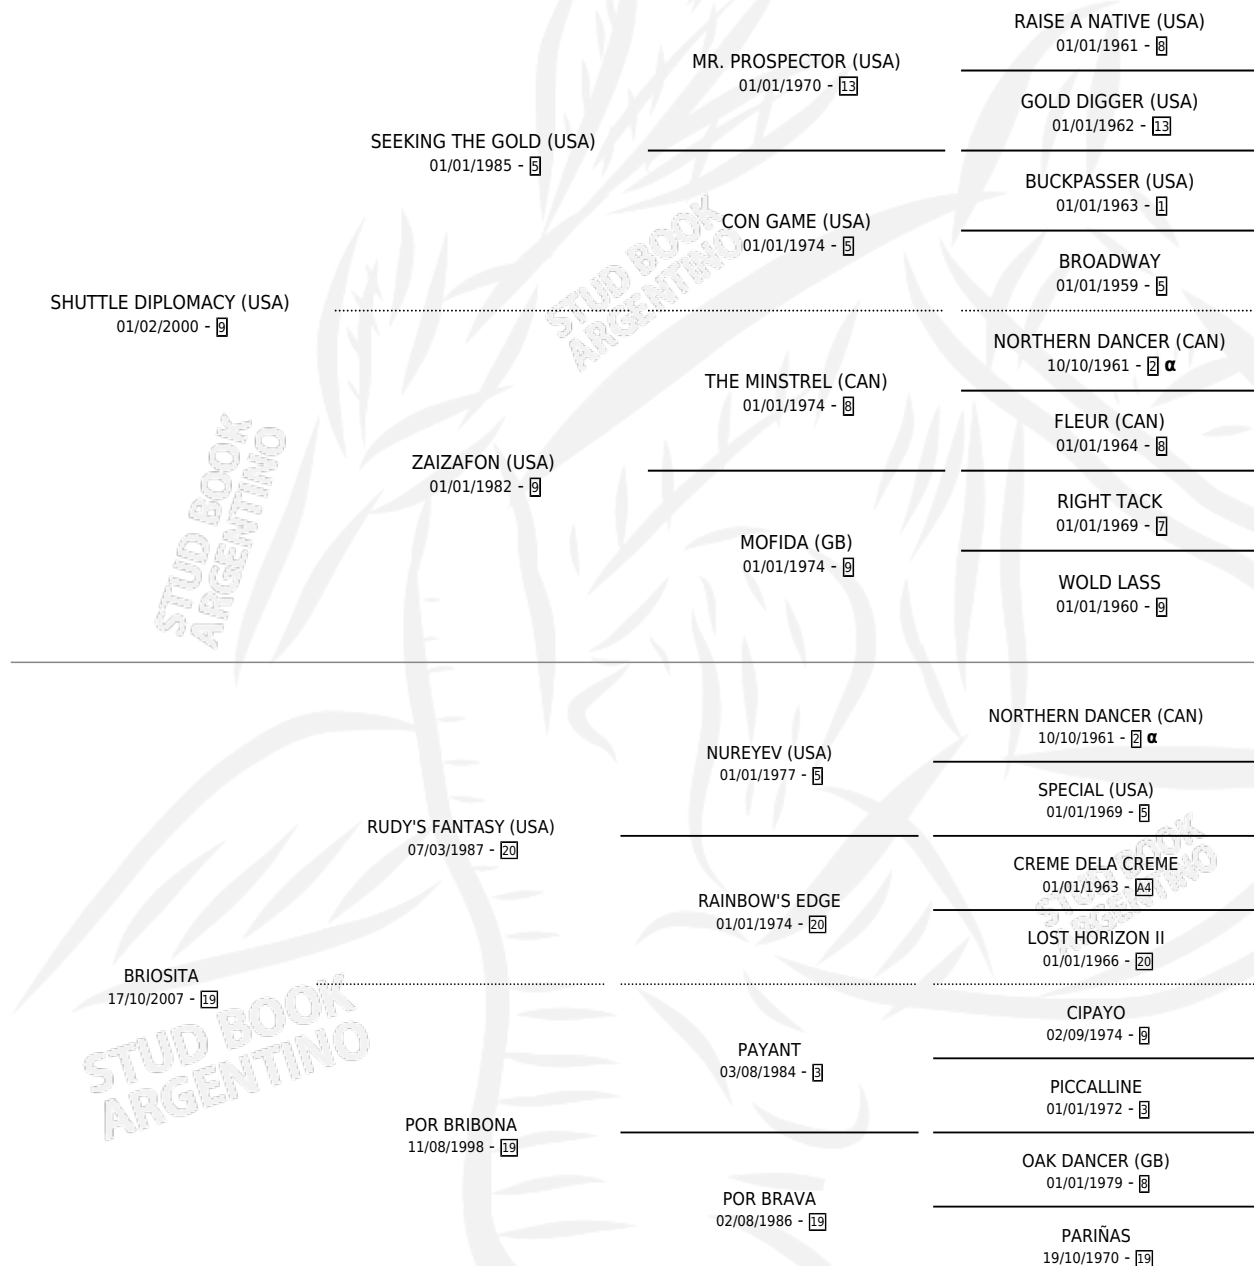 RAISE A NATIVE (USA)
01/01/1961 - 8
MR. PROSPECTOR (USA)
01/01/1970 - 13
GOLD DIGGER (USA)
01/01/1962 - 13
SEEKING THE GOLD (USA)
01/01/1985 - 5
BUCKPASSER (USA)
01/01/1963 - 1
CON GAME (USA)
01/01/1974 - 5
BROADWAY
01/01/1959 - 5
SHUTTLE DIPLOMACY (USA)
01/02/2000 - 9
NORTHERN DANCER (CAN)
10/10/1961 - 2 α
THE MINSTREL (CAN)
01/01/1974 - 8
FLEUR (CAN)
01/01/1964 - 8
ZAIZAFON (USA)
01/01/1982 - 9
RIGHT TACK
01/01/1969 - 7
MOFIDA (GB)
01/01/1974 - 9
WOLD LASS
01/01/1960 - 9
NORTHERN DANCER (CAN)
10/10/1961 - 2 α
NUREYEV (USA)
01/01/1977 - 5
SPECIAL (USA)
01/01/1969 - 5
RUDY'S FANTASY (USA)
07/03/1987 - 20
CREME DELA CREME
01/01/1963 - A4
RAINBOW'S EDGE
01/01/1974 - 20
LOST HORIZON II
01/01/1966 - 20
BRIOSITA
17/10/2007 - 19
CIPAYO
02/09/1974 - 9
PAYANT
03/08/1984 - 3
PICCALLINE
01/01/1972 - 3
POR BRIBONA
11/08/1998 - 19
OAK DANCER (GB)
01/01/1979 - 8
POR BRAVA
02/08/1986 - 19
PARIÑAS
19/10/1970 - 19
STUD BOOK
ARGENTINO
STUD BOOK
ARGENTINO
STUD BOOK
ARGENTINO
STUD BOOK
ARGENTINO